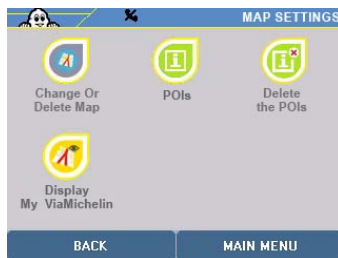 MAP SETTINGS
Change Or
Delete Map
POIs
Delete
the POIs
Display
My ViaMichelin
BACK
MAIN MENU